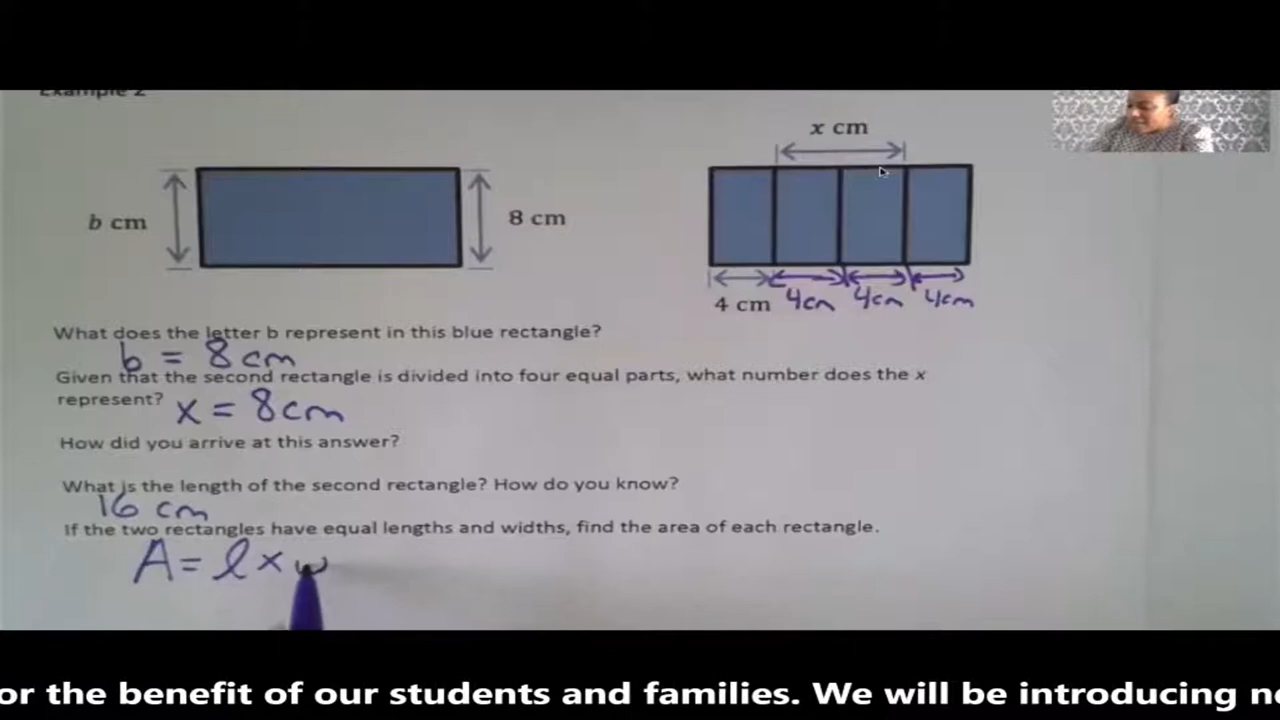 Example 2
x cm
b cm
8 cm
4 cm 4cm 4cm 4cm
What does the letter b represent in this blue rectangle?
b = 8 cm
Given that the second rectangle is divided into four equal parts, what number does the x
represent? x = 8cm
How did you arrive at this answer?
What is the length of the second rectangle? How do you know?
16 cm
If the two rectangles have equal lengths and widths, find the area of each rectangle.
A = l x w
or the benefit of our students and families. We will be introducing